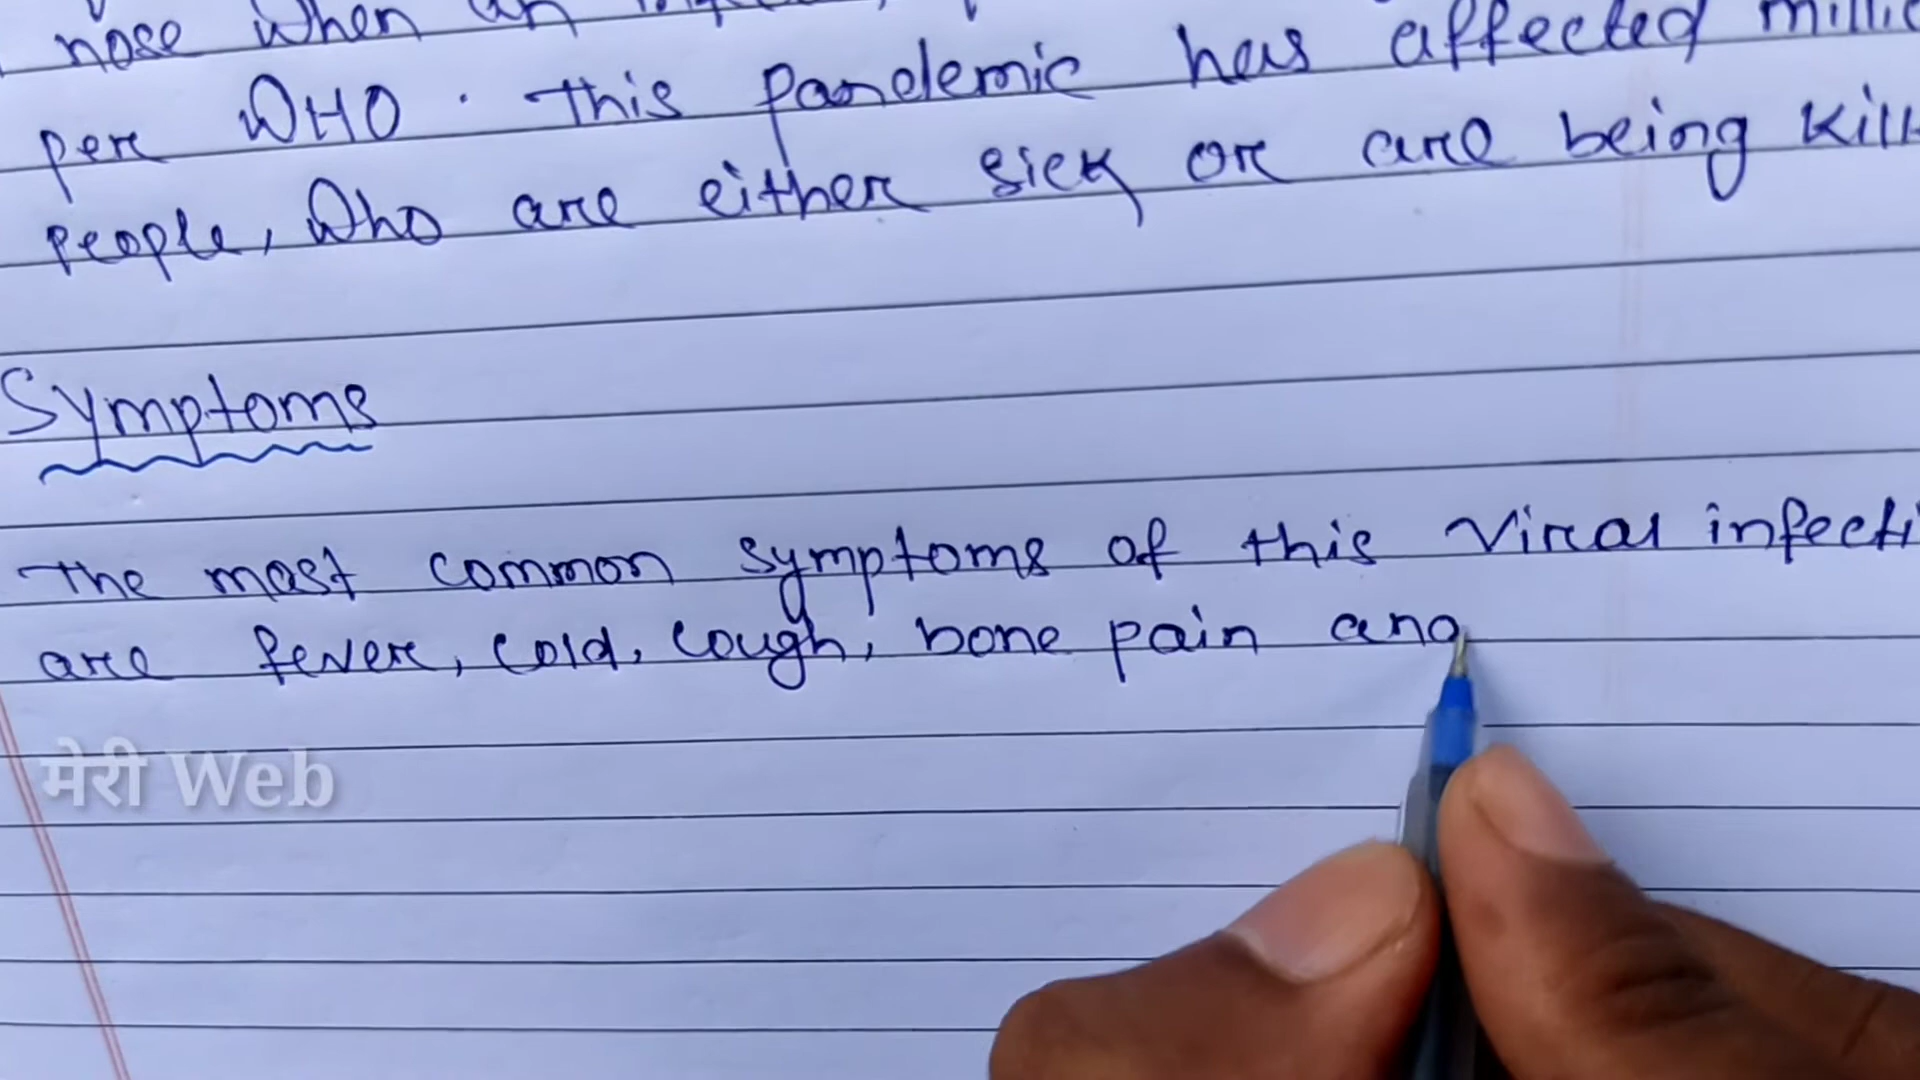 nose when an
per WHO. This pandemic has affected
people, who are either sick or are being
Symptoms
The most common symptoms of this viral
are fever, cold, cough, bone pain
मेरी Web